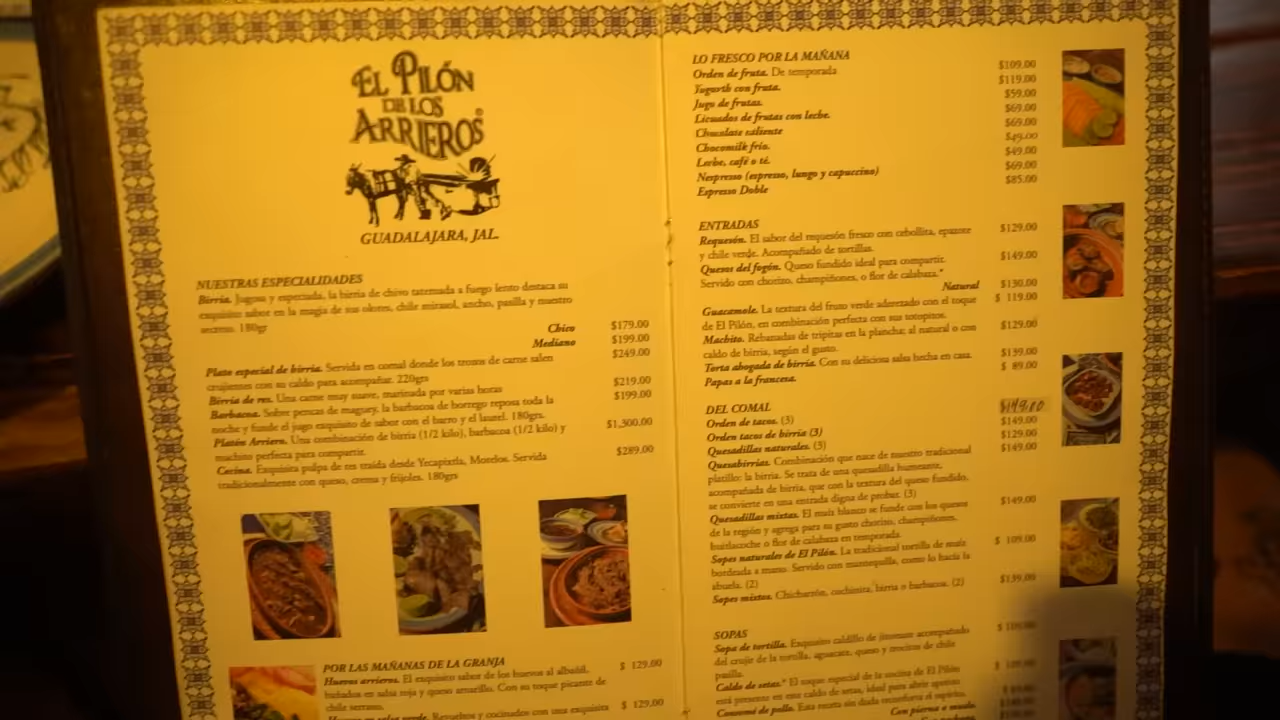 EL PILÓN
DE LOS
ARRIEROS
GUADALAJARA, JAL.
NUESTRAS ESPECIALIDADES
Birria. Jugosa y especiada, la birria de chivo tatemada a fuego lento destaca su
exquisito sabor en la magia de sus olores, chile mirasol, ancho, pasilla y nuestro
secreto. 180gr
Chico $179.00
Mediano $199.00
$249.00
Plato especial de birria. Servida en comal donde los trozos de carne salen
crujientes con su caldo para acompañar. 220grs
Birria de res. Una carne muy suave, marinada por varias horas $219.00
Barbacoa. Sobre pencas de maguey, la barbacoa de borrego reposa toda la $199.00
noche y funde el jugo exquisito de sabor con el barro y el laurel. 180grs.
Platón Arriero. Una combinación de birria (1/2 kilo), barbacoa (1/2 kilo) y $1,300.00
machito perfecta para compartir.
Cecina. Exquisita pulpa de res traída desde Yecapixtla, Morelos. Servida $289.00
tradicionalmente con queso, crema y frijoles. 180grs
POR LAS MAÑANAS DE LA GRANJA
Huevos arrieros. El exquisito sabor de los huevos al albañil, $ 129.00
bañados en salsa roja y queso amarillo. Con su toque picante de
chile serrano.
Huevos en salsa verde. Revueltos y cocinados con una exquisita $ 129.00
LO FRESCO POR LA MAÑANA
Orden de fruta. De temporada $109.00
Yogurth con fruta. $119.00
Jugo de frutas. $59.00
Licuados de frutas con leche. $69.00
Chocolate caliente $69.00
Chocomilk frío. $49.00
Leche, café o té. $49.00
Nespresso (espresso, lungo y capuccino) $69.00
Espresso Doble $85.00
ENTRADAS
Requesón. El sabor del requesón fresco con cebollita, epazote $129.00
y chile verde. Acompañado de tortillas.
Quesos del fogón. Queso fundido ideal para compartir. $149.00
Servido con chorizo, champiñones, o flor de calabaza.*
Natural $130.00
Guacamole. La textura del fruto verde aderezado con el toque $ 119.00
de El Pilón, en combinación perfecta con sus totopitos.
Machito. Rebanadas de tripitas en la plancha; al natural o con $129.00
caldo de birria, según el gusto.
Torta ahogada de birria. Con su deliciosa salsa hecha en casa. $139.00
Papas a la francesa. $ 89.00
DEL COMAL
Orden de tacos. (3) $149.00
Orden tacos de birria (3) $149.00
Quesadillas naturales. (3) $129.00
Quesabirrias. Combinación que nace de nuestro tradicional $149.00
platillo: la birria. Se trata de una quesadilla humeante,
acompañada de birria, que con la textura del queso fundido,
se convierte en una entrada digna de probar. (3)
Quesadillas mixtas. El maíz blanco se funde con los quesos $149.00
de la región y agrega para su gusto chorizo, champiñones,
huitlacoche o flor de calabaza en temporada.
Sopes naturales de El Pilón. La tradicional tortilla de maíz $ 109.00
bordeada a mano. Servido con mantequilla, como lo hacía la
abuela. (2)
Sopes mixtos. Chicharrón, cochinita, birria o barbacoa. (2) $139.00
SOPAS
Sopa de tortilla. Exquisito caldillo de jitomate acompañado
del crujir de la tortilla, aguacate, queso y trocitos de chile
pasilla.
Caldo de setas.* El toque especial de la cocina de El Pilón
está presente en este caldo de setas, ideal para abrir apetito
Consomé de pollo. Esta receta sin duda reconforta el espíritu.
Con pierna o muslo.